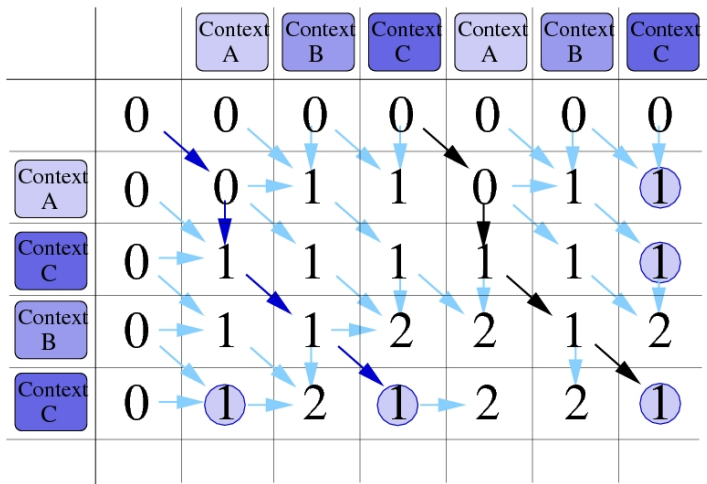 Context A Context B Context C Context A Context B Context C
0 0 0 0 0 0 0
Context A 0 0 1 1 0 1 1
Context C 0 1 1 1 1 1 1
Context B 0 1 1 2 2 1 2
Context C 0 1 2 1 2 2 1